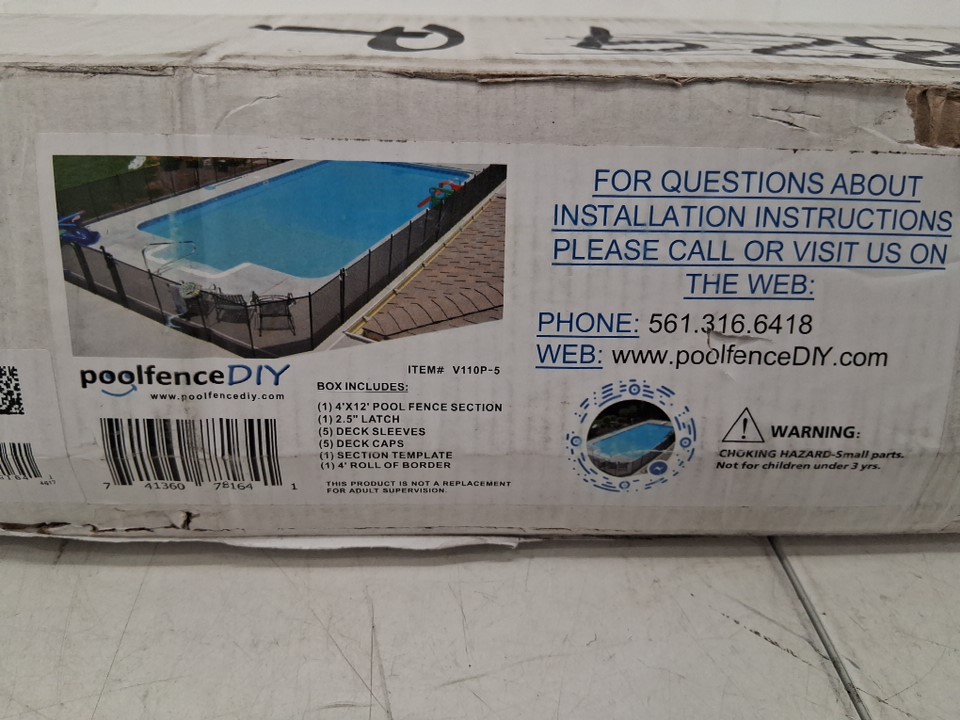 FOR QUESTIONS ABOUT
INSTALLATION INSTRUCTIONS
PLEASE CALL OR VISIT US ON
THE WEB:
PHONE: 561.316.6418
WEB: www.poolfenceDIY.com
poolfenceDIY
www.poolfencediy.com
7 41360 78164 1
ITEM# V110P-5
BOX INCLUDES:
(1) 4'X12' POOL FENCE SECTION
(1) 2.5" LATCH
(5) DECK SLEEVES
(5) DECK CAPS
(1) SECTION TEMPLATE
(1) 4' ROLL OF BORDER
THIS PRODUCT IS NOT A REPLACEMENT
FOR ADULT SUPERVISION.
WARNING:
CHOKING HAZARD-Small parts.
Not for children under 3 yrs.